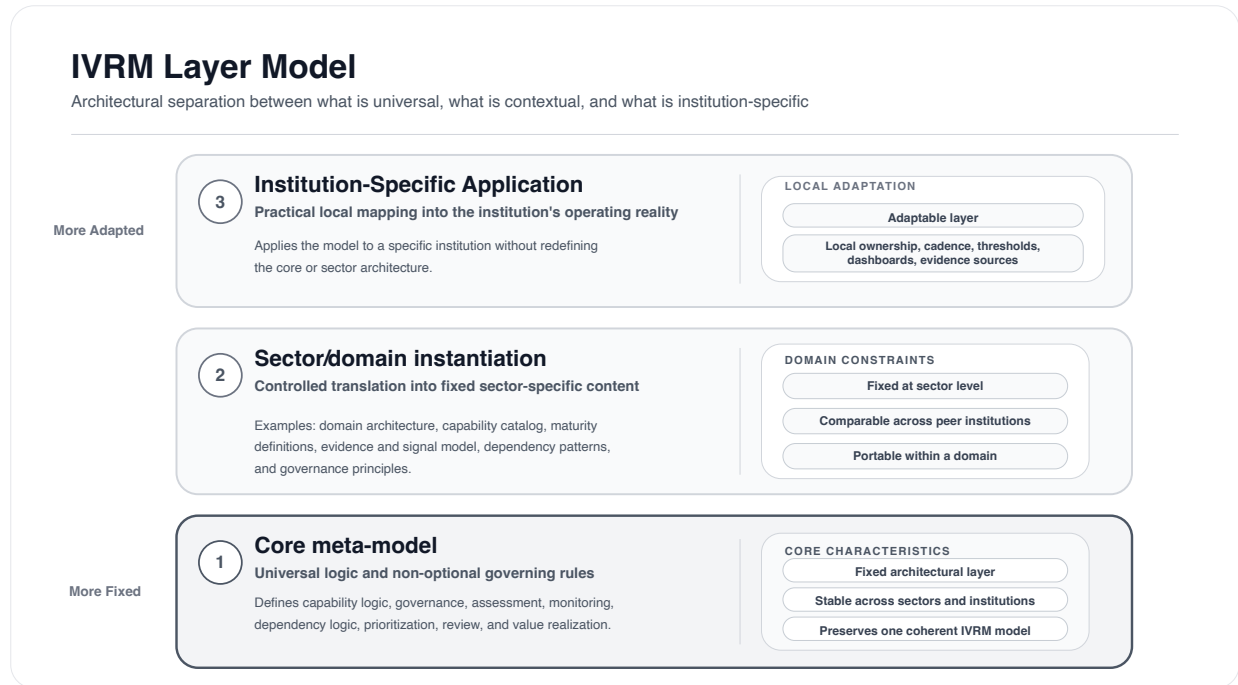 IVRM Layer Model
Architectural separation between what is universal, what is contextual, and what is institution-specific
More Adapted
3
Institution-Specific Application
Practical local mapping into the institution's operating reality
Applies the model to a specific institution without redefining
the core or sector architecture.
LOCAL ADAPTATION
Adaptable layer
Local ownership, cadence, thresholds,
dashboards, evidence sources
2
Sector/domain instantiation
Controlled translation into fixed sector-specific content
Examples: domain architecture, capability catalog, maturity
definitions, evidence and signal model, dependency patterns,
and governance principles.
DOMAIN CONSTRAINTS
Fixed at sector level
Comparable across peer institutions
Portable within a domain
More Fixed
1
Core meta-model
Universal logic and non-optional governing rules
Defines capability logic, governance, assessment, monitoring,
dependency logic, prioritization, review, and value realization.
CORE CHARACTERISTICS
Fixed architectural layer
Stable across sectors and institutions
Preserves one coherent IVRM model